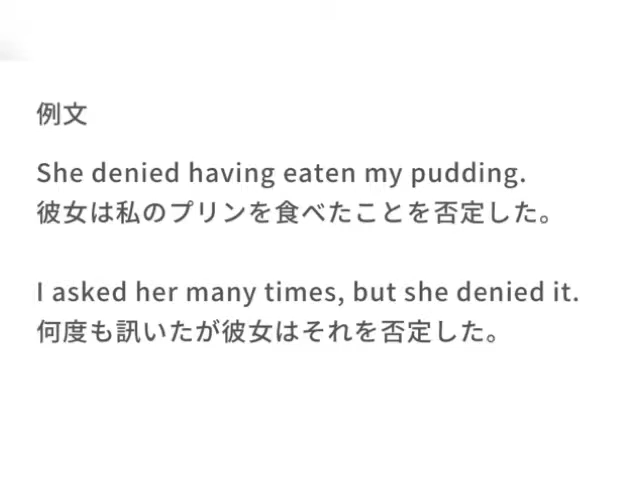 例文
She denied having eaten my pudding.
彼女は私のプリンを食べたことを否定した。
I asked her many times, but she denied it.
何度も訊いたが彼女はそれを否定した。